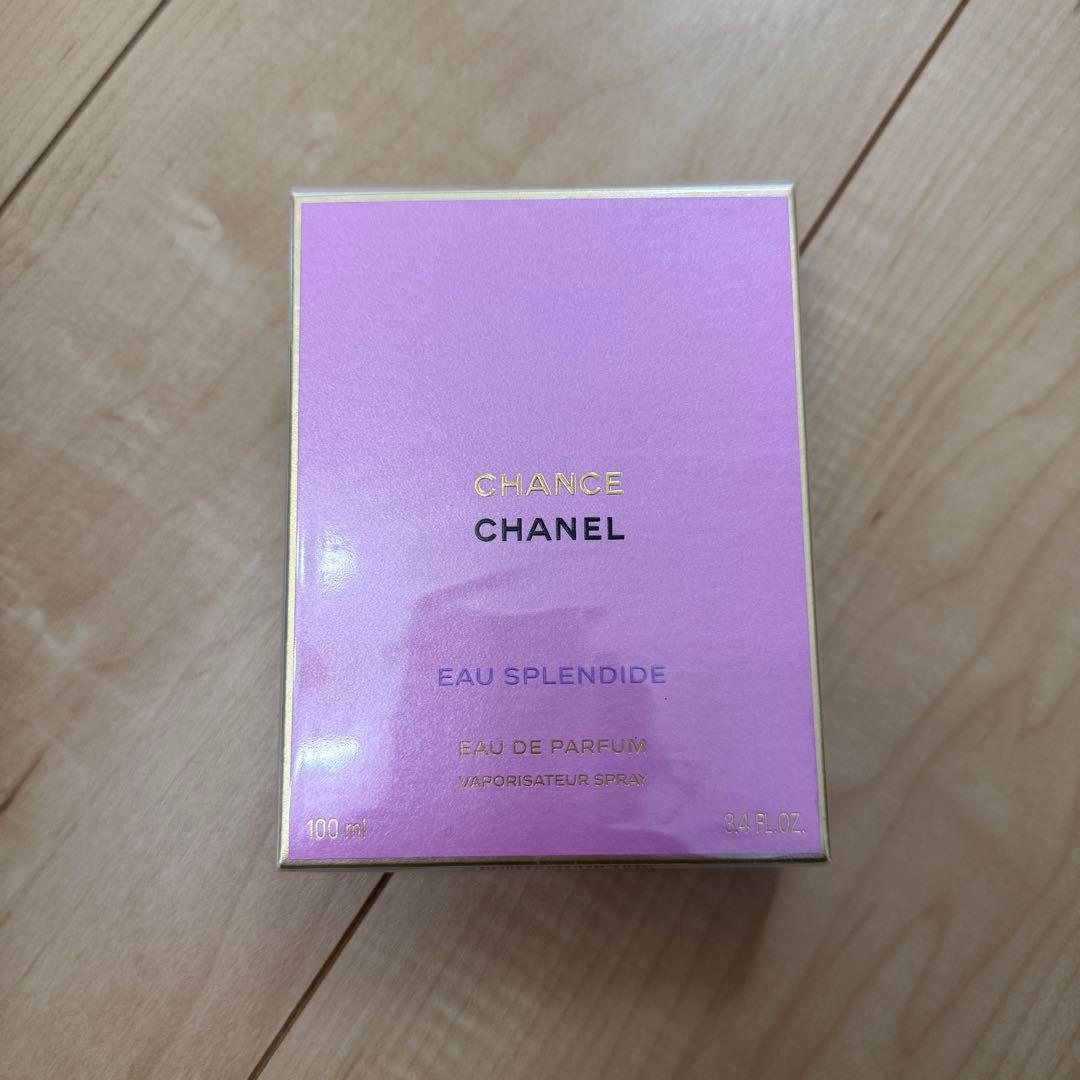 CHANCE
CHANEL
EAU SPLENDIDE
EAU DE PARFUM
VAPORISATEUR SPRAY
100 ml
3,4 FL.OZ.